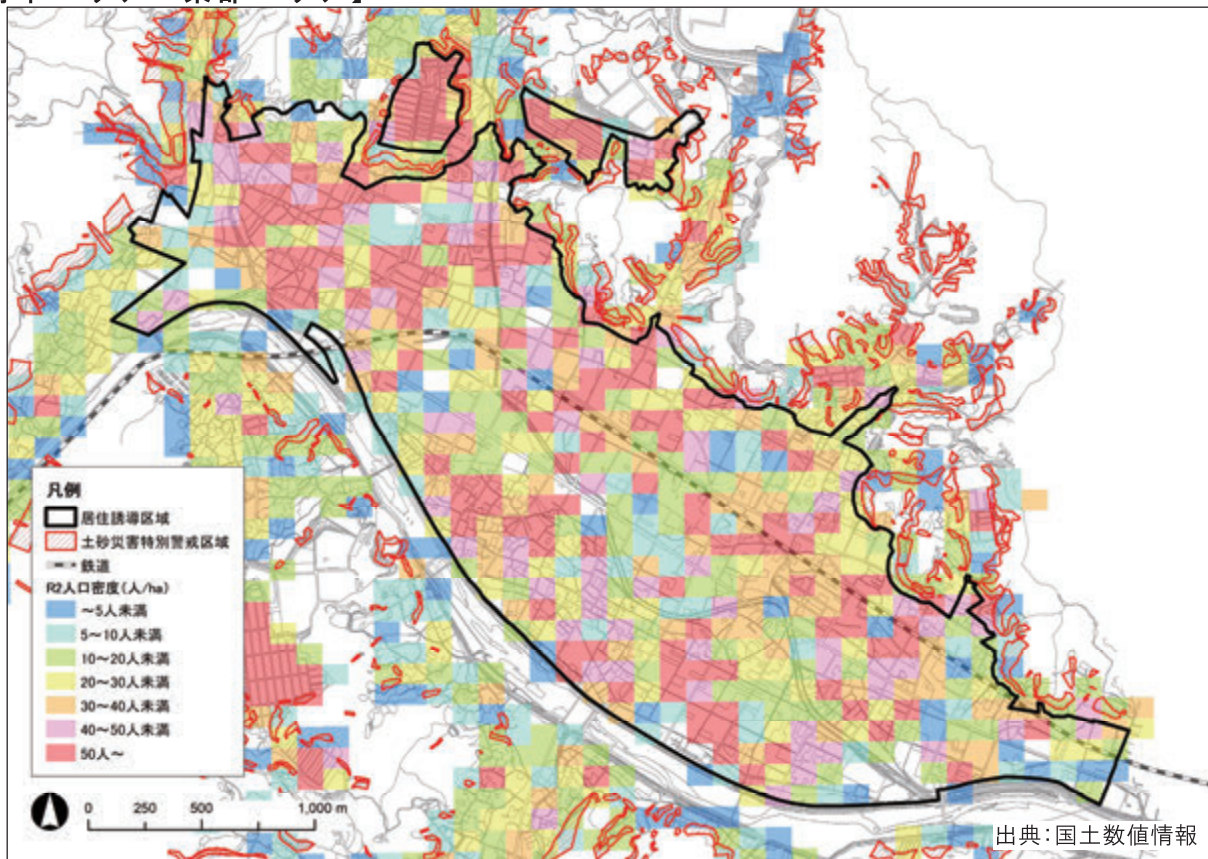 凡例
居住誘導区域
土砂災害特別警戒区域
鉄道
R2人口密度(人/ha)
～5人未満
5～10人未満
10～20人未満
20～30人未満
30～40人未満
40～50人未満
50人～
0 250 500 1,000 m
出典：国土数値情報